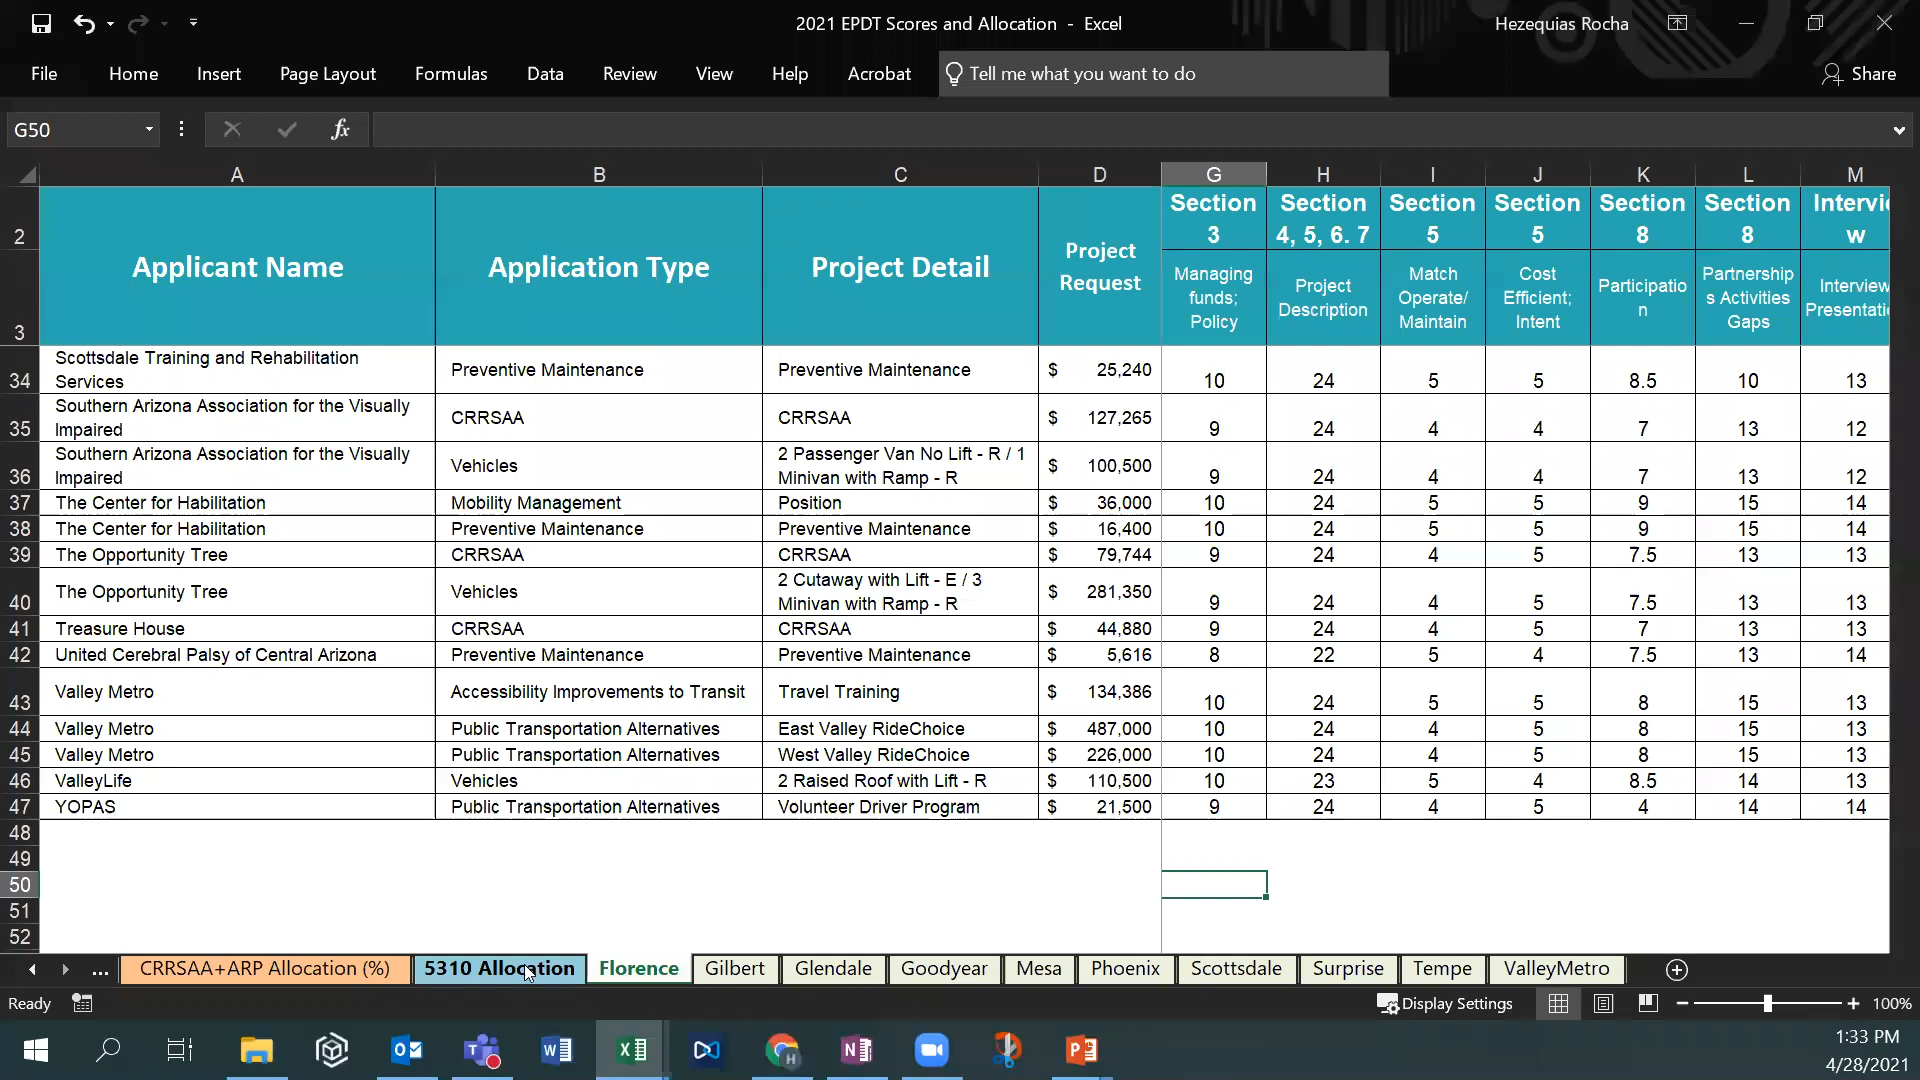 2021 EPDT Scores and Allocation - Excel
Hezequias Rocha
File Home Insert Page Layout Formulas Data Review View Help Acrobat Tell me what you want to do Share
G50 fx
A B C D G H I J K L M
2 Applicant Name Application Type Project Detail Project Request Section 3 Section 4, 5, 6. 7 Section 5 Section 5 Section 8 Section 8 Intervie w
3 Managing funds; Policy Project Description Match Operate/ Maintain Cost Efficient; Intent Participatio n Partnership s Activities Gaps Interview Presentati
34 Scottsdale Training and Rehabilitation Services Preventive Maintenance Preventive Maintenance $ 25,240 10 24 5 5 8.5 10 13
35 Southern Arizona Association for the Visually Impaired CRRSAA CRRSAA $ 127,265 9 24 4 4 7 13 12
36 Southern Arizona Association for the Visually Impaired Vehicles 2 Passenger Van No Lift - R / 1 Minivan with Ramp - R $ 100,500 9 24 4 4 7 13 12
37 The Center for Habilitation Mobility Management Position $ 36,000 10 24 5 5 9 15 14
38 The Center for Habilitation Preventive Maintenance Preventive Maintenance $ 16,400 10 24 5 5 9 15 14
39 The Opportunity Tree CRRSAA CRRSAA $ 79,744 9 24 4 5 7.5 13 13
40 The Opportunity Tree Vehicles 2 Cutaway with Lift - E / 3 Minivan with Ramp - R $ 281,350 9 24 4 5 7.5 13 13
41 Treasure House CRRSAA CRRSAA $ 44,880 9 24 4 5 7 13 13
42 United Cerebral Palsy of Central Arizona Preventive Maintenance Preventive Maintenance $ 5,616 8 22 5 4 7.5 13 14
43 Valley Metro Accessibility Improvements to Transit Travel Training $ 134,386 10 24 5 5 8 15 13
44 Valley Metro Public Transportation Alternatives East Valley RideChoice $ 487,000 10 24 4 5 8 15 13
45 Valley Metro Public Transportation Alternatives West Valley RideChoice $ 226,000 10 24 4 5 8 15 13
46 ValleyLife Vehicles 2 Raised Roof with Lift - R $ 110,500 10 23 5 4 8.5 14 13
47 YOPAS Public Transportation Alternatives Volunteer Driver Program $ 21,500 9 24 4 5 4 14 14
48
49
50
51
52
... CRRSAA+ARP Allocation (%) 5310 Allocation Florence Gilbert Glendale Goodyear Mesa Phoenix Scottsdale Surprise Tempe ValleyMetro
Ready Display Settings 100%
1:33 PM
4/28/2021